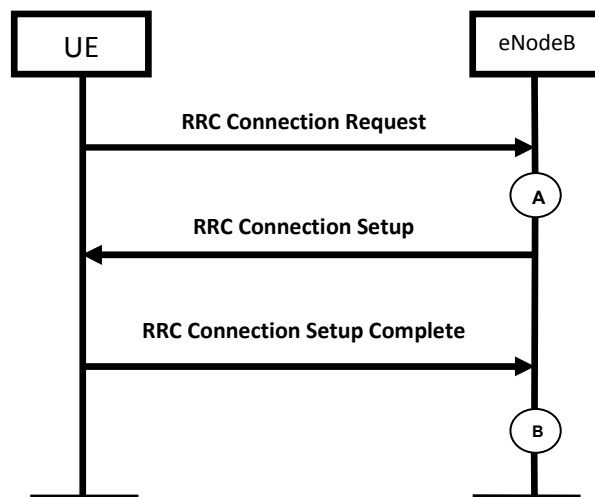 UE
eNodeB
RRC Connection Request
A
RRC Connection Setup
RRC Connection Setup Complete
B